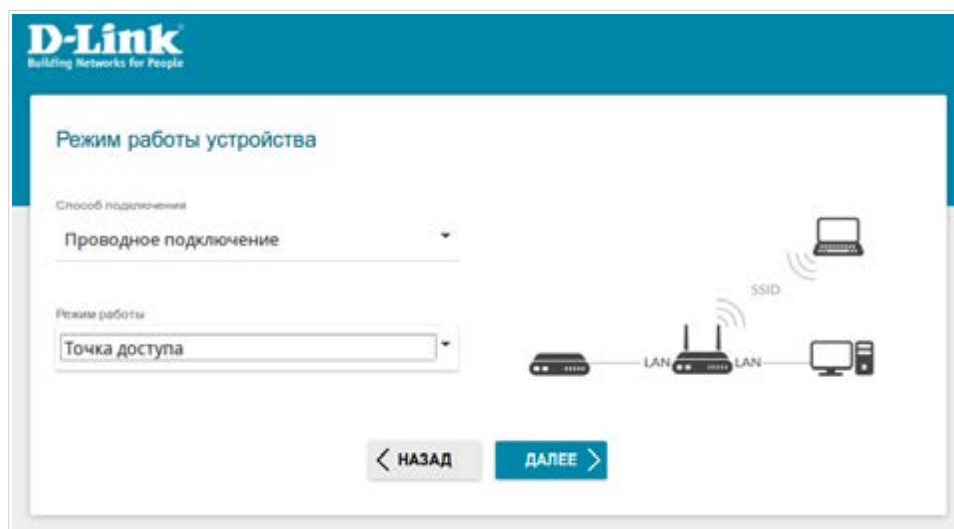 D-Link
Building Networks for People
Режим работы устройства
Способ подключения
Проводное подключение
Режим работы
Точка доступа
SSID
LAN
LAN
НАЗАД
ДАЛЕЕ